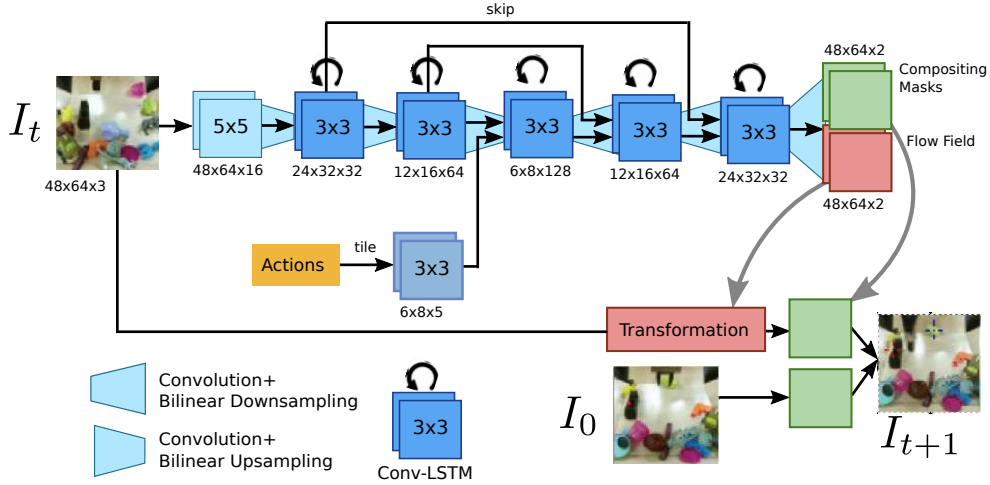 skip
48x64x2
Compositing
Masks
I_t
5x5
3x3
3x3
3x3
3x3
3x3
Flow Field
48x64x3
48x64x16
24x32x32
12x16x64
6x8x128
12x16x64
24x32x32
48x64x2
Actions
tile
3x3
6x8x5
Transformation
Convolution+
Bilinear Downsampling
Convolution+
Bilinear Upsampling
3x3
Conv-LSTM
I_0
I_{t+1}